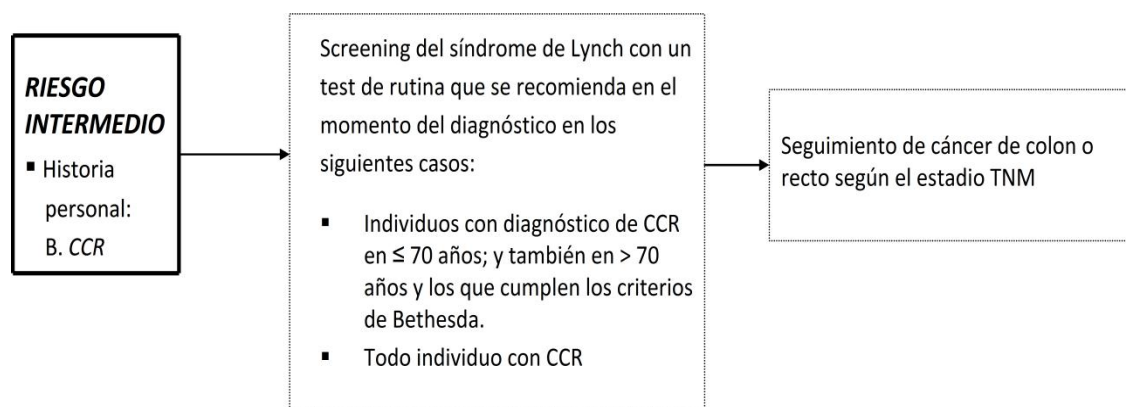 RIESGO
INTERMEDIO
▪ Historia
personal:
B. CCR
Screening del síndrome de Lynch con un
test de rutina que se recomienda en el
momento del diagnóstico en los
siguientes casos:
▪ Individuos con diagnóstico de CCR
en ≤ 70 años; y también en > 70
años y los que cumplen los criterios
de Bethesda.
▪ Todo individuo con CCR
Seguimiento de cáncer de colon o
recto según el estadio TNM